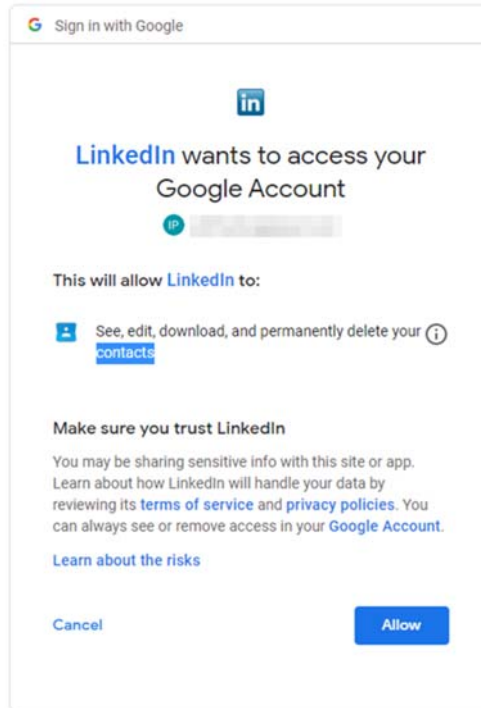 Sign in with Google
in
LinkedIn wants to access your
Google Account
IP
This will allow LinkedIn to:
See, edit, download, and permanently delete your
contacts
Make sure you trust LinkedIn
You may be sharing sensitive info with this site or app.
Learn about how LinkedIn will handle your data by
reviewing its terms of service and privacy policies. You
can always see or remove access in your Google Account.
Learn about the risks
Cancel
Allow